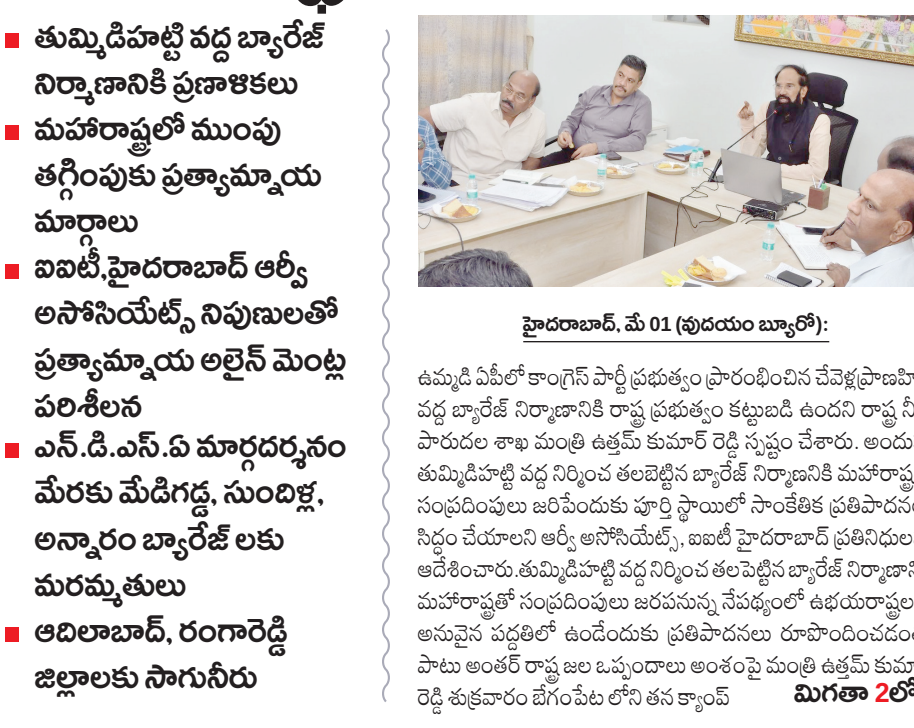 తుమ్మిడిహట్టి వద్ద బ్యారేజ్
నిర్మాణానికి ప్రణాళికలు
మహారాష్ట్రలో ముంపు
తగ్గింపుకు ప్రత్యామ్నాయ
మార్గాలు
ఐఐటీ,హైదరాబాద్ ఆర్వీ
అసోసియేట్స్ నిపుణులతో
ప్రత్యామ్నాయ అలైన్ మెంట్ల
పరిశీలన
ఎన్.డి.ఎస్.ఏ మార్గదర్శనం
మేరకు మేడిగడ్డ, సుందిళ్ల,
అన్నారం బ్యారేజ్ లకు
మరమ్మతులు
ఆదిలాబాద్, రంగారెడ్డి
జిల్లాలకు సాగునీరు
హైదరాబాద్, మే 01 (వుదయం బ్యూరో):
ఉమ్మడి ఏపీలో కాంగ్రెస్ పార్టీ ప్రభుత్వం ప్రారంభించిన చేవెళ్లప్రాణహి
వద్ద బ్యారేజ్ నిర్మాణానికి రాష్ట్ర ప్రభుత్వం కట్టుబడి ఉందని రాష్ట్ర నీ
పారుదల శాఖ మంత్రి ఉత్తమ్ కుమార్ రెడ్డి స్పష్టం చేశారు. అందు
తుమ్మిడిహట్టి వద్ద నిర్మించ తలబెట్టిన బ్యారేజ్ నిర్మాణనికి మహారాష్ట్ర
సంప్రదింపులు జరిపేందుకు పూర్తి స్థాయిలో సాంకేతిక ప్రతిపాదన
సిద్ధం చేయాలని ఆర్వీ అసోసియేట్స్, ఐఐటీ హైదరాబాద్ ప్రతినిధుల
ఆదేశించారు.తుమ్మిడిహట్టి వద్ద నిర్మించ తలపెట్టిన బ్యారేజ్ నిర్మాణాని
మహారాష్ట్రతో సంప్రదింపులు జరపనున్న నేపథ్యంలో ఉభయరాష్ట్రల
అనువైన పద్దతిలో ఉండేందుకు ప్రతిపాదనలు రూపొందించడం
పాటు అంతర్ రాష్ట్ర జల ఒప్పందాలు అంశంపై మంత్రి ఉత్తమ్ కుమా
రెడ్డి శుక్రవారం బేగంపేట లోని తన క్యాంప్ మిగతా 2లో